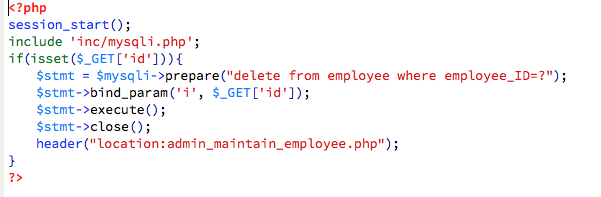 <?php
session_start();
include 'inc/mysqli.php';
if(isset($_GET['id'])){
    $stmt = $mysqli->prepare("delete from employee where employee_ID=?");
    $stmt->bind_param('i', $_GET['id']);
    $stmt->execute();
    $stmt->close();
    header("location:admin_maintain_employee.php");
}
?>